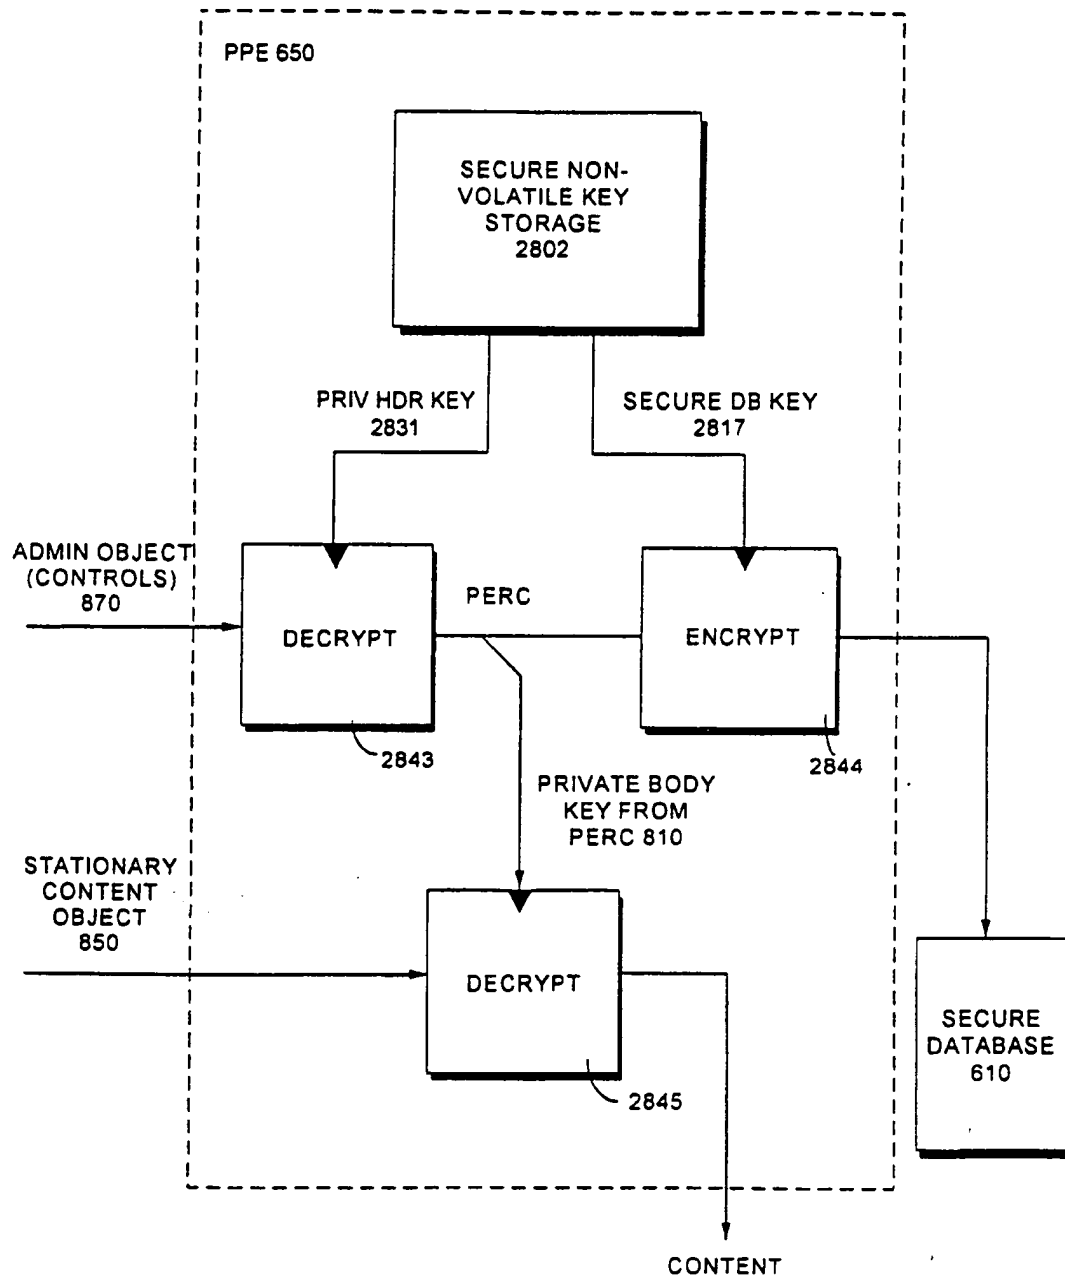 PPE 650
SECURE NON-
VOLATILE KEY
STORAGE
2802
PRIV HDR KEY
2831
SECURE DB KEY
2817
ADMIN OBJECT
(CONTROLS)
870
DECRYPT
PERC
ENCRYPT
2843
2844
PRIVATE BODY
KEY FROM
PERC 810
STATIONARY
CONTENT
OBJECT
850
DECRYPT
2845
SECURE
DATABASE
610
CONTENT